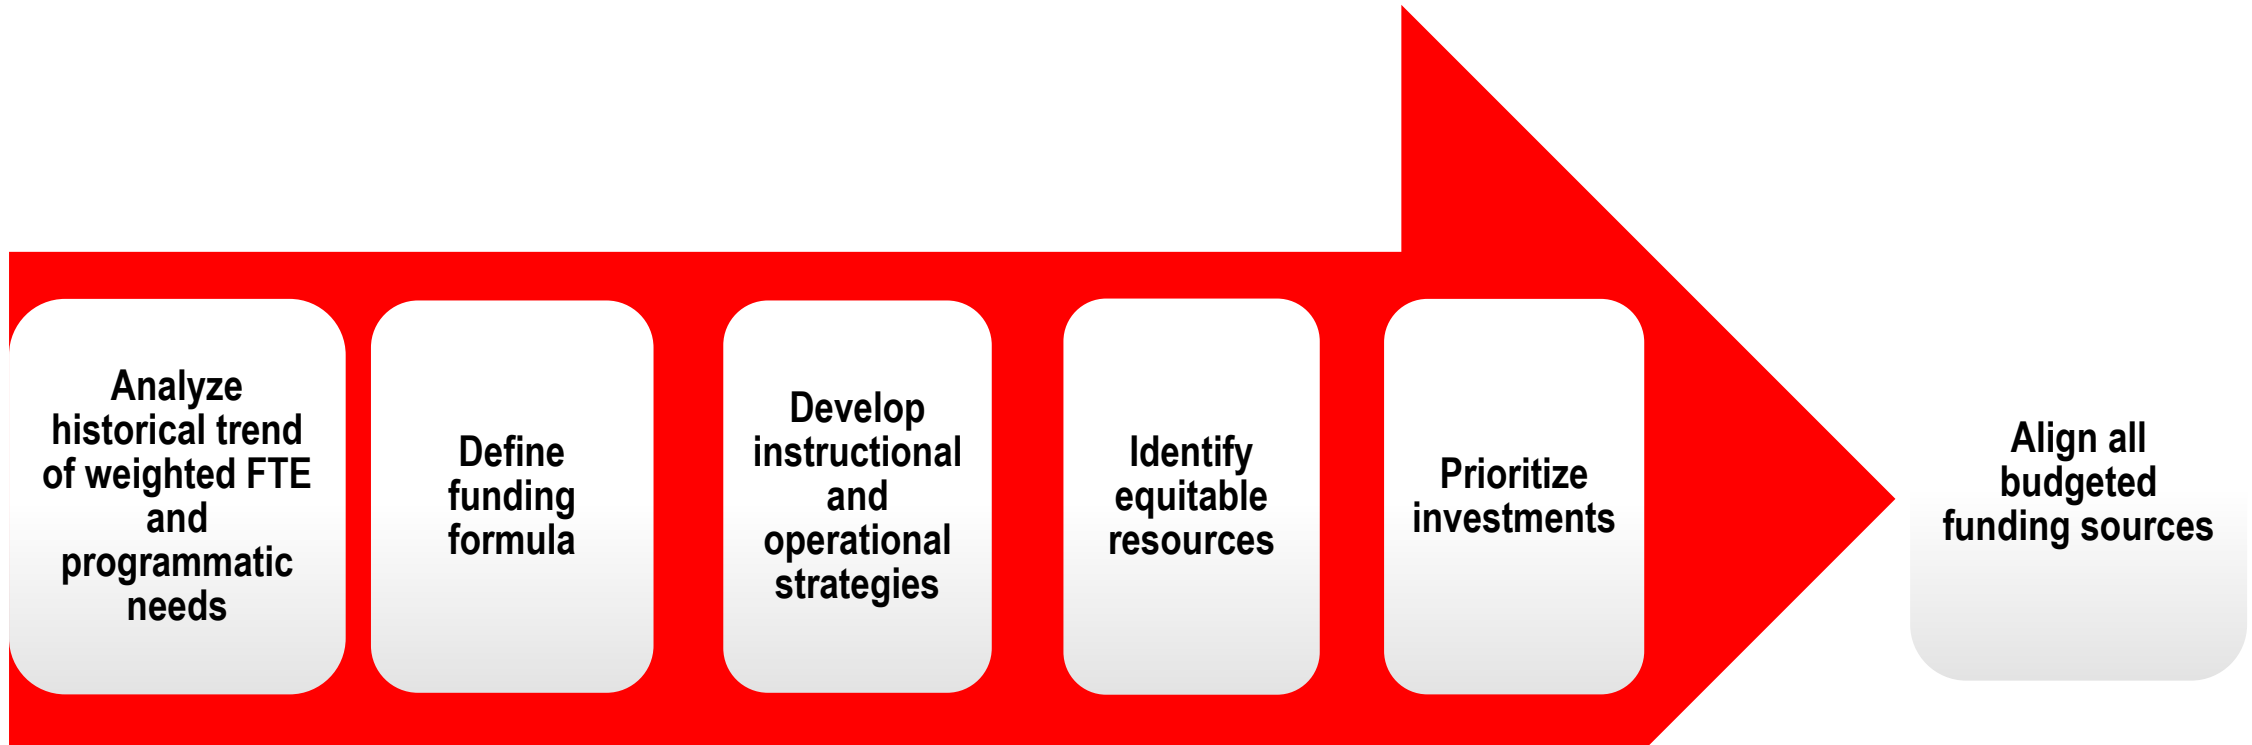 Analyze
historical trend
of weighted FTE
and
programmatic
needs
Define
funding
formula
Develop
instructional
and
operational
strategies
Identify
equitable
resources
Prioritize
investments
Align all
budgeted
funding sources